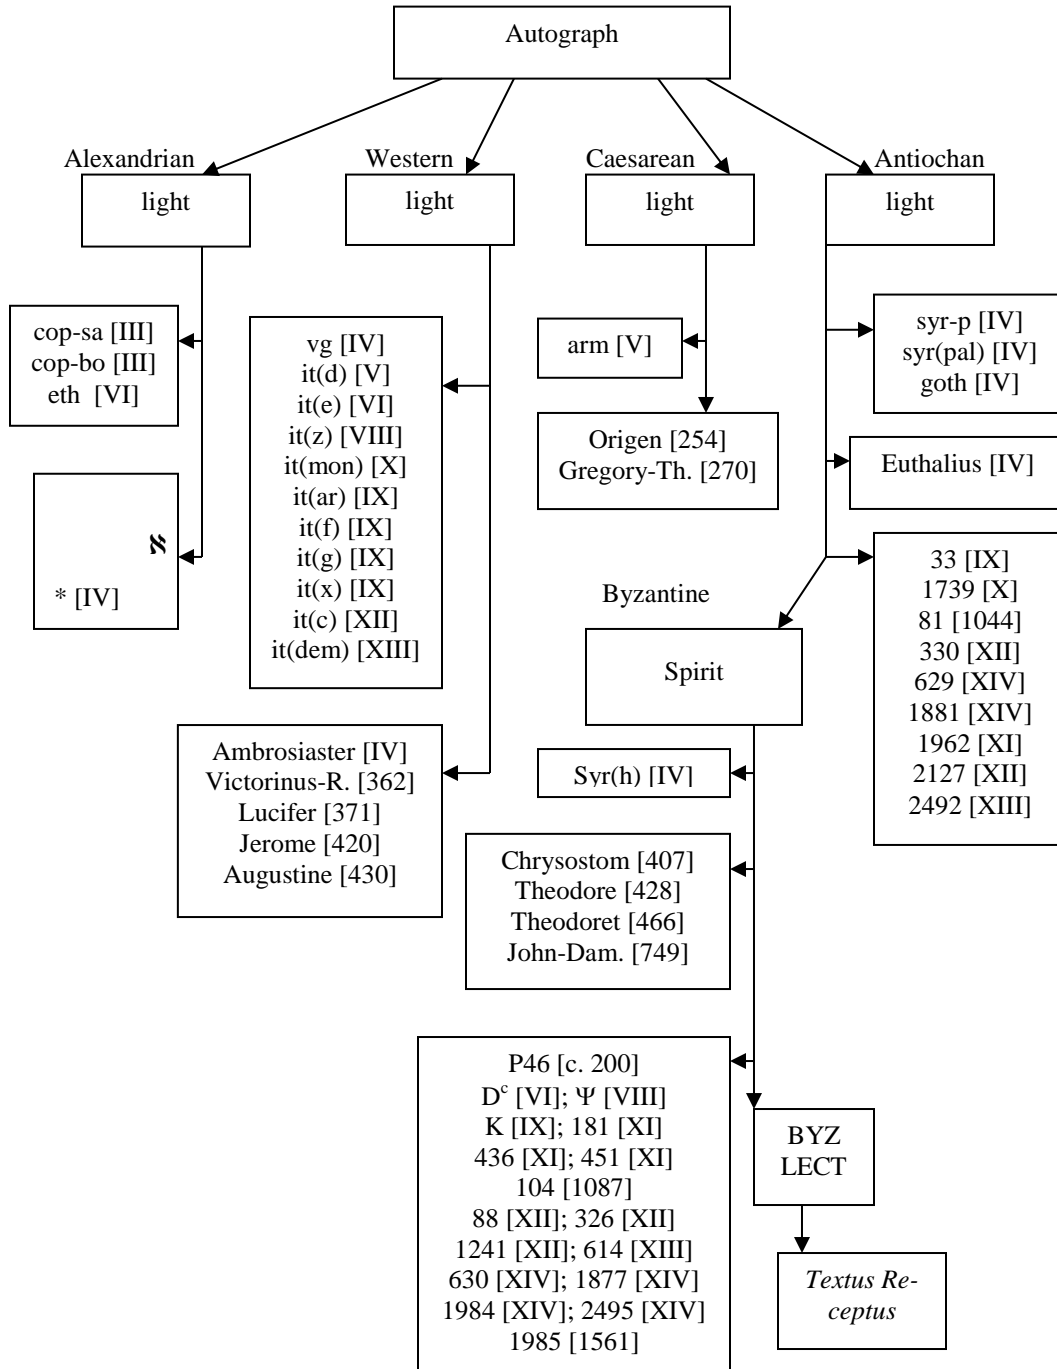 Autograph
Alexandrian
light
Western
light
Caesarean
light
Antiochan
light
cop-sa [III]
cop-bo [III]
eth [VI]
א
* [IV]
vg [IV]
it(d) [V]
it(e) [VI]
it(z) [VIII]
it(mon) [X]
it(ar) [IX]
it(f) [IX]
it(g) [IX]
it(x) [IX]
it(c) [XII]
it(dem) [XIII]
Ambrosiaster [IV]
Victorinus-R. [362]
Lucifer [371]
Jerome [420]
Augustine [430]
arm [V]
Origen [254]
Gregory-Th. [270]
syr-p [IV]
syr(pal) [IV]
goth [IV]
Euthalius [IV]
33 [IX]
1739 [X]
81 [1044]
330 [XII]
629 [XIV]
1881 [XIV]
1962 [XI]
2127 [XII]
2492 [XIII]
Byzantine
Spirit
Syr(h) [IV]
Chrysostom [407]
Theodore [428]
Theodoret [466]
John-Dam. [749]
P46 [c. 200]
Dᶜ [VI]; Ψ [VIII]
K [IX]; 181 [XI]
436 [XI]; 451 [XI]
104 [1087]
88 [XII]; 326 [XII]
1241 [XII]; 614 [XIII]
630 [XIV]; 1877 [XIV]
1984 [XIV]; 2495 [XIV]
1985 [1561]
BYZ
LECT
Textus Re-
ceptus